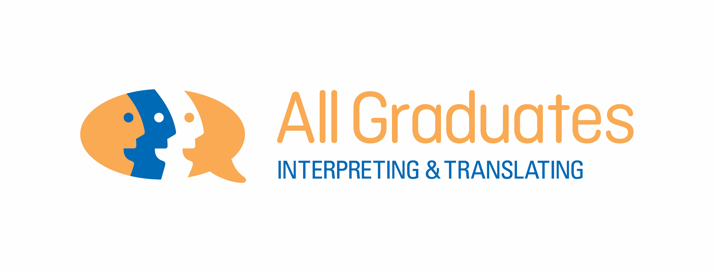 All Graduates
INTERPRETING & TRANSLATING